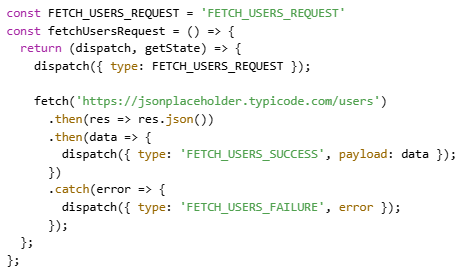 const FETCH_USERS_REQUEST = 'FETCH_USERS_REQUEST'
const fetchUsersRequest = () => {
  return (dispatch, getState) => {
    dispatch({ type: FETCH_USERS_REQUEST });

    fetch('https://jsonplaceholder.typicode.com/users')
      .then(res => res.json())
      .then(data => {
        dispatch({ type: 'FETCH_USERS_SUCCESS', payload: data });
      })
      .catch(error => {
        dispatch({ type: 'FETCH_USERS_FAILURE', error });
      });
  };
};